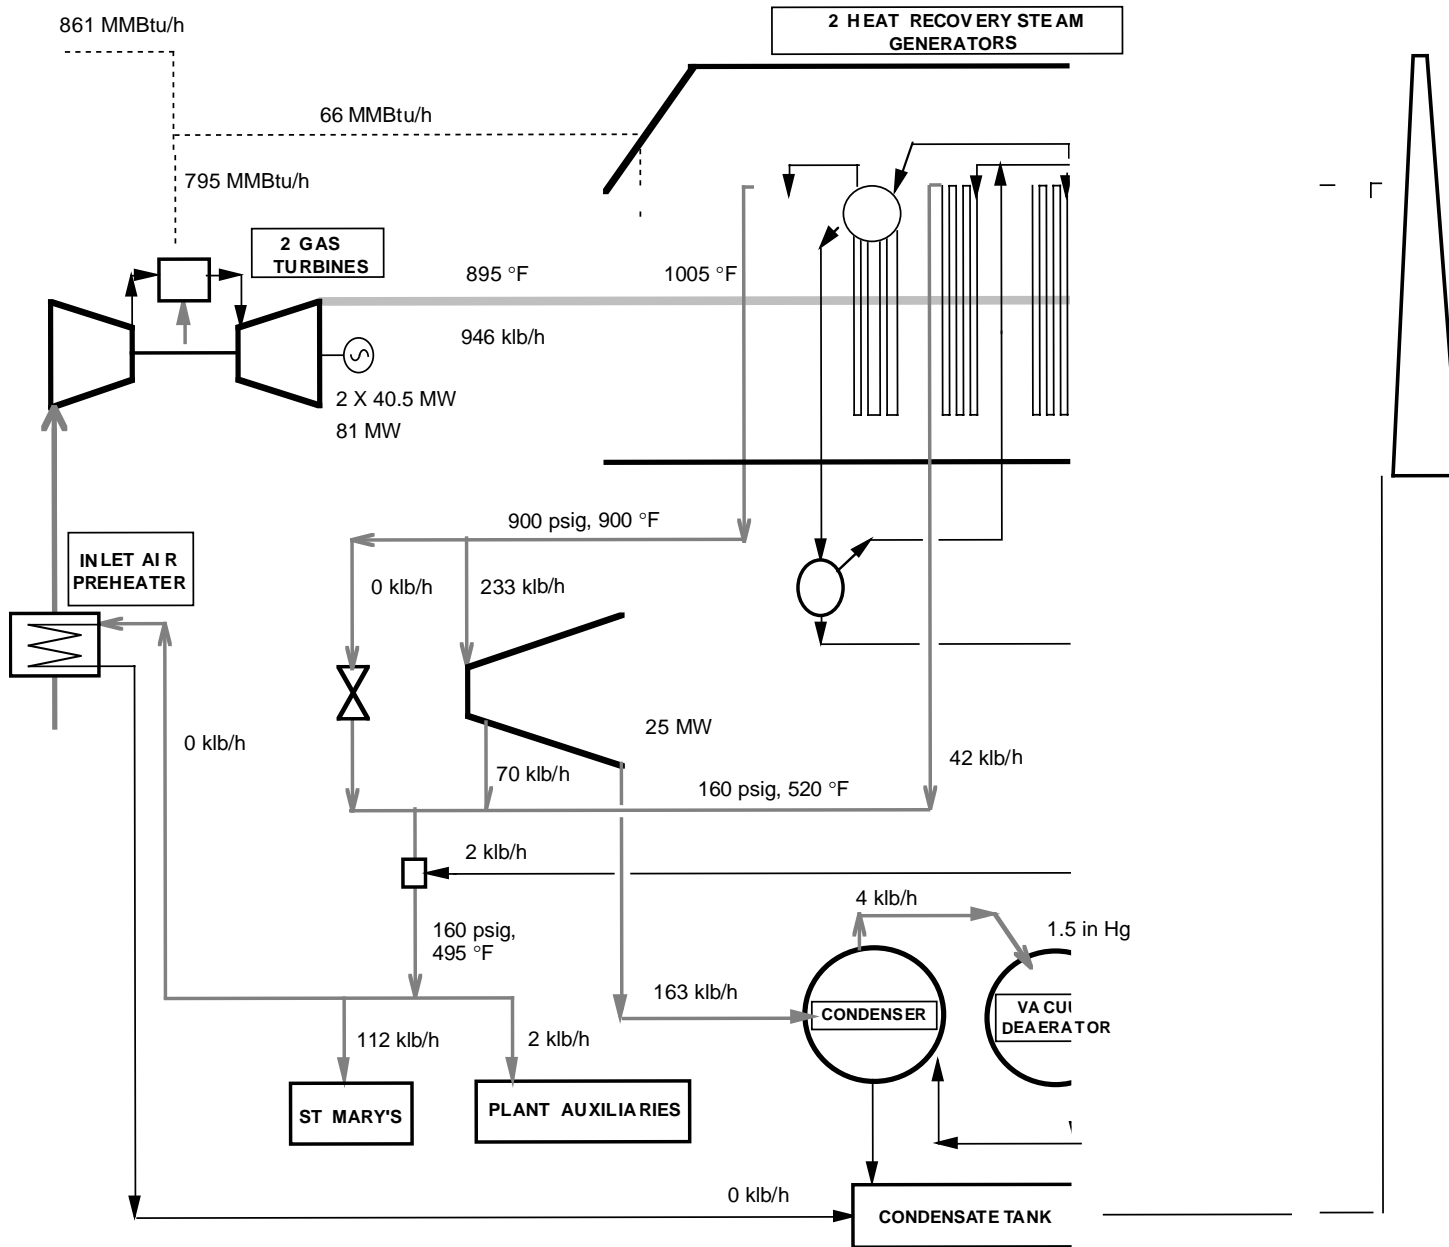 861 MMBtu/h
2 HEAT RECOVERY STEAM
GENERATORS
66 MMBtu/h
795 MMBtu/h
2 GAS
TURBINES
895 °F
1005 °F
946 klb/h
2 X 40.5 MW
81 MW
900 psig, 900 °F
INLET AIR
PREHEATER
0 klb/h
233 klb/h
25 MW
0 klb/h
70 klb/h
42 klb/h
160 psig, 520 °F
2 klb/h
4 klb/h
160 psig,
495 °F
1.5 in Hg
163 klb/h
CONDENSER
DEAERATOR
112 klb/h
2 klb/h
ST MARY'S
PLANT AUXILIARIES
0 klb/h
CONDENSATE TANK